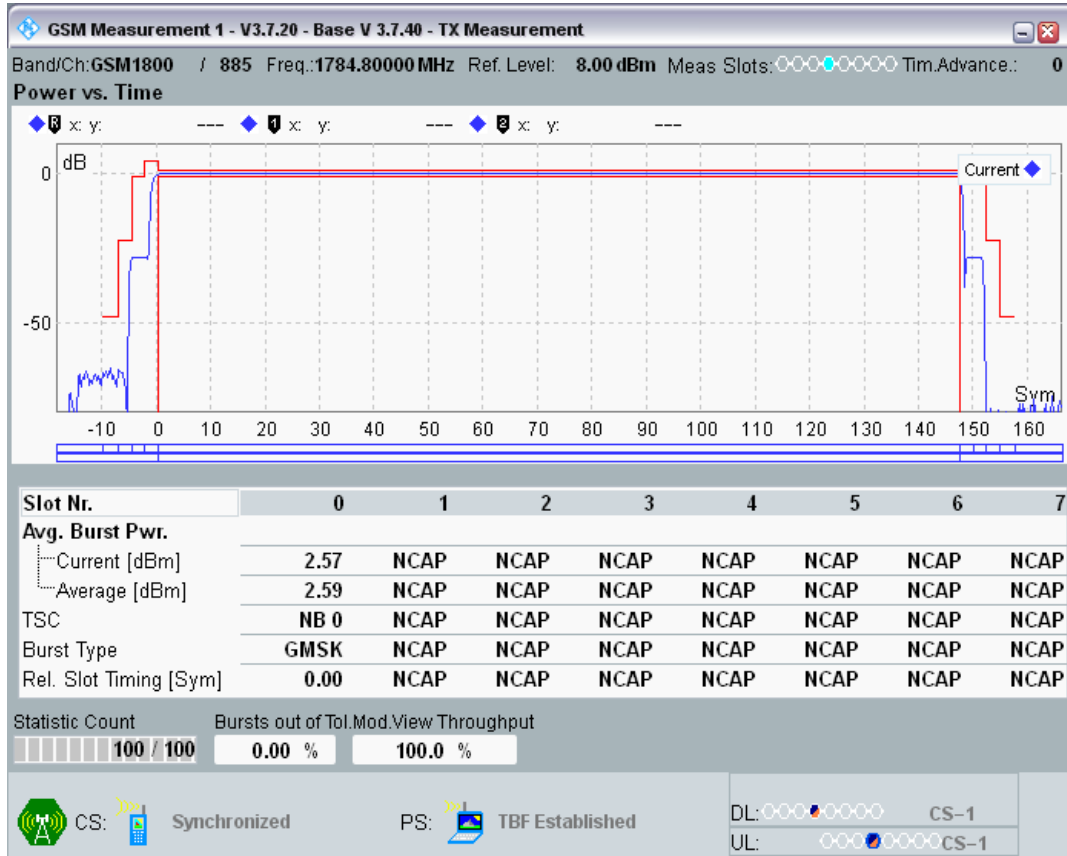 GSM Measurement 1 - V3.7.20 - Base V 3.7.40 - TX Measurement
Band/Ch:GSM1800 / 885 Freq.:1784.80000 MHz Ref. Level: 8.00 dBm Meas Slots: Tim.Advance.: 0
Power vs. Time
R x: y: --- 1 x: y: --- 2 x: y: ---
dB
Current
0
-50
Sym
-10 0 10 20 30 40 50 60 70 80 90 100 110 120 130 140 150 160
Slot Nr. 0 1 2 3 4 5 6 7
Avg. Burst Pwr.
Current [dBm] 2.57 NCAP NCAP NCAP NCAP NCAP NCAP NCAP
Average [dBm] 2.59 NCAP NCAP NCAP NCAP NCAP NCAP NCAP
TSC NB 0 NCAP NCAP NCAP NCAP NCAP NCAP NCAP
Burst Type GMSK NCAP NCAP NCAP NCAP NCAP NCAP NCAP
Rel. Slot Timing [Sym] 0.00 NCAP NCAP NCAP NCAP NCAP NCAP NCAP
Statistic Count Bursts out of Tol. Mod.View Throughput
100 / 100 0.00 % 100.0 %
CS: Synchronized PS: TBF Established
DL: CS-1
UL: CS-1